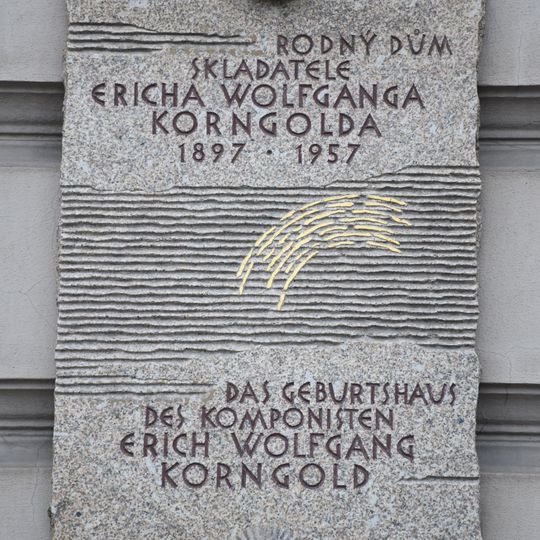 RODNÝ DŮM
SKLADATELE
ERICHA WOLFGANGA
KORNGOLDA
1897 · 1957
DAS GEBURTSHAUS
DES KOMPONISTEN
ERICH WOLFGANG
KORNGOLD